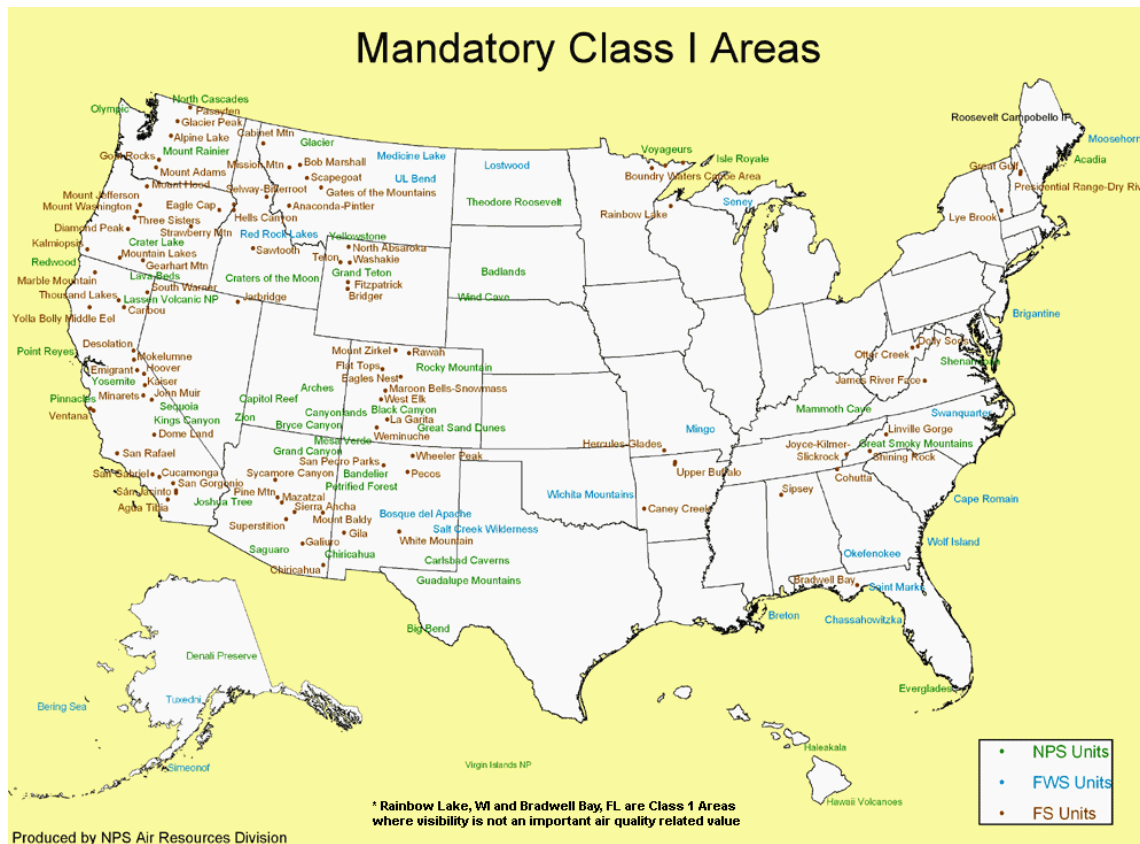 Mandatory Class I Areas
North Cascades
Olympic
Pasayten
Glacier Peak
Alpine Lake
Mount Rainier
Goat Rocks
Mount Adams
Mount Hood
Mount Jefferson
Mount Washington
Three Sisters
Diamond Peak
Strawberry Mtn
Eagle Cap
Hells Canyon
Kalmiopsis
Crater Lake
Mountain Lakes
Gearhart Mtn
Redwood
Lava Beds
South Warner
Marble Mountain
Thousand Lakes
Lassen Volcanic NP
Caribou
Yolla Bolly Middle Eel
Jarbridge
Point Reyes
Desolation
Mokelumne
Emigrant
Hoover
Yosemite
Kaiser
Pinnacles
Minarets
John Muir
Ventana
Sequoia
Kings Canyon
Dome Land
San Rafael
San Gabriel
Cucamonga
San Gorgonio
San Jacinto
Agua Tibia
Joshua Tree
Cabinet Mtn
Glacier
Mission Mtn
Bob Marshall
Scapegoat
Selway-Bitterroot
Gates of the Mountains
Anaconda-Pintler
Medicine Lake
UL Bend
Red Rock Lakes
Sawtooth
Craters of the Moon
Yellowstone
North Absaroka
Teton
Washakie
Grand Teton
Fitzpatrick
Bridger
Lostwood
Theodore Roosevelt
Badlands
Wind Cave
Mount Zirkel
Rawah
Flat Tops
Rocky Mountain
Eagles Nest
Maroon Bells-Snowmass
West Elk
Black Canyon
La Garita
Great Sand Dunes
Weminuche
Arches
Capitol Reef
Canyonlands
Zion
Bryce Canyon
Mesa Verde
Grand Canyon
San Pedro Parks
Wheeler Peak
Sycamore Canyon
Bandelier
Pecos
Petrified Forest
Pine Mtn
Mazatzal
Sierra Ancha
Superstition
Mount Baldy
Bosque del Apache
Salt Creek Wilderness
Gila
White Mountain
Galiuro
Saguaro
Chiricahua
Chiricahua
Carlsbad Caverns
Guadalupe Mountains
Big Bend
Wichita Mountains
Voyageurs
Isle Royale
Boundry Waters Canoe Area
Rainbow Lake
Seney
Hercules-Glades
Mingo
Upper Buffalo
Caney Creek
Roosevelt Campobello IP
Moosehorn
Acadia
Great Gulf
Presidential Range-Dry Riv
Lye Brook
Brigantine
Dolly Sods
Otter Creek
Shenandoah
James River Face
Mammoth Cave
Swanquarter
Linville Gorge
Joyce-Kilmer-
Slickrock
Great Smoky Mountains
Shining Rock
Cohutta
Sipsey
Cape Romain
Wolf Island
Okefenokee
Bradwell Bay
Saint Marks
Breton
Chassahowitzka
Everglades
Denali Preserve
Tuxedni
Bering Sea
Simeonof
Virgin Islands NP
Haleakala
Hawaii Volcanoes
NPS Units
FWS Units
FS Units
* Rainbow Lake, WI and Bradwell Bay, FL are Class 1 Areas
where visibility is not an important air quality related value
Produced by NPS Air Resources Division